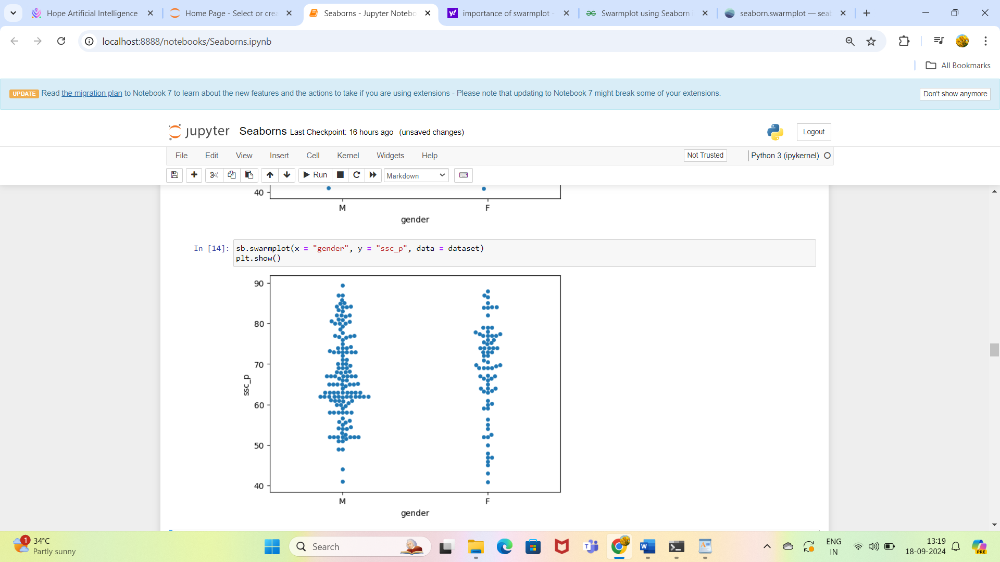 Hope Artificial Intelligence
Home Page - Select or crea
Seaborns - Jupyter Notebo
importance of swarmplot -
Swarmplot using Seaborn i
seaborn.swarmplot — seab
localhost:8888/notebooks/Seaborns.ipynb
All Bookmarks
UPDATE Read the migration plan to Notebook 7 to learn about the new features and the actions to take if you are using extensions - Please note that updating to Notebook 7 might break some of your extensions.
Don't show anymore
jupyter Seaborns Last Checkpoint: 16 hours ago (unsaved changes)
Logout
File Edit View Insert Cell Kernel Widgets Help
Not Trusted
Python 3 (ipykernel)
Run
Markdown
40
M F
gender
In [14]: sb.swarmplot(x = "gender", y = "ssc_p", data = dataset)
plt.show()
90
80
70
60
50
40
ssc_p
M F
gender
1
34°C
Partly sunny
Search
ENG
IN
13:19
18-09-2024
PRE